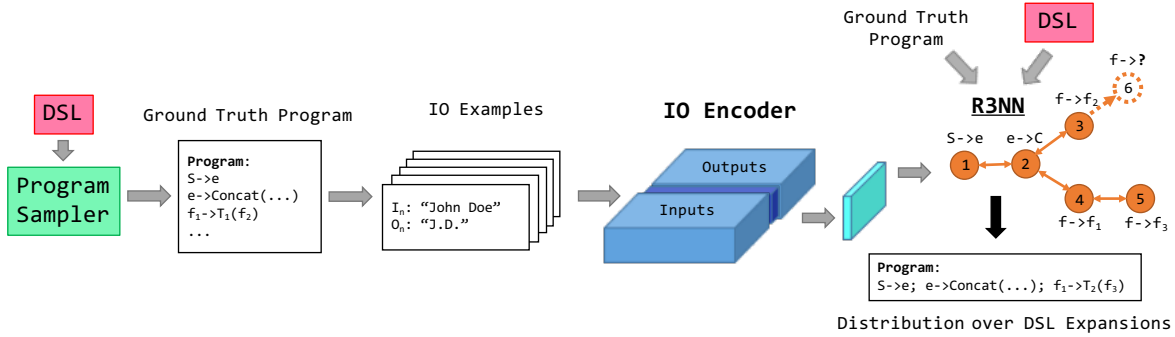 DSL
Program
Sampler
Ground Truth Program
Program:
S->e
e->Concat(...)
f₁->T₁(f₂)
...
IO Examples
Iₙ: “John Doe”
Oₙ: “J.D.”
IO Encoder
Outputs
Inputs
Ground Truth
Program
DSL
R3NN
f->?
6
f->f₂
3
S->e
e->C
1
2
4
5
f->f₁
f->f₃
Program:
S->e; e->Concat(...); f₁->T₂(f₃)
Distribution over DSL Expansions